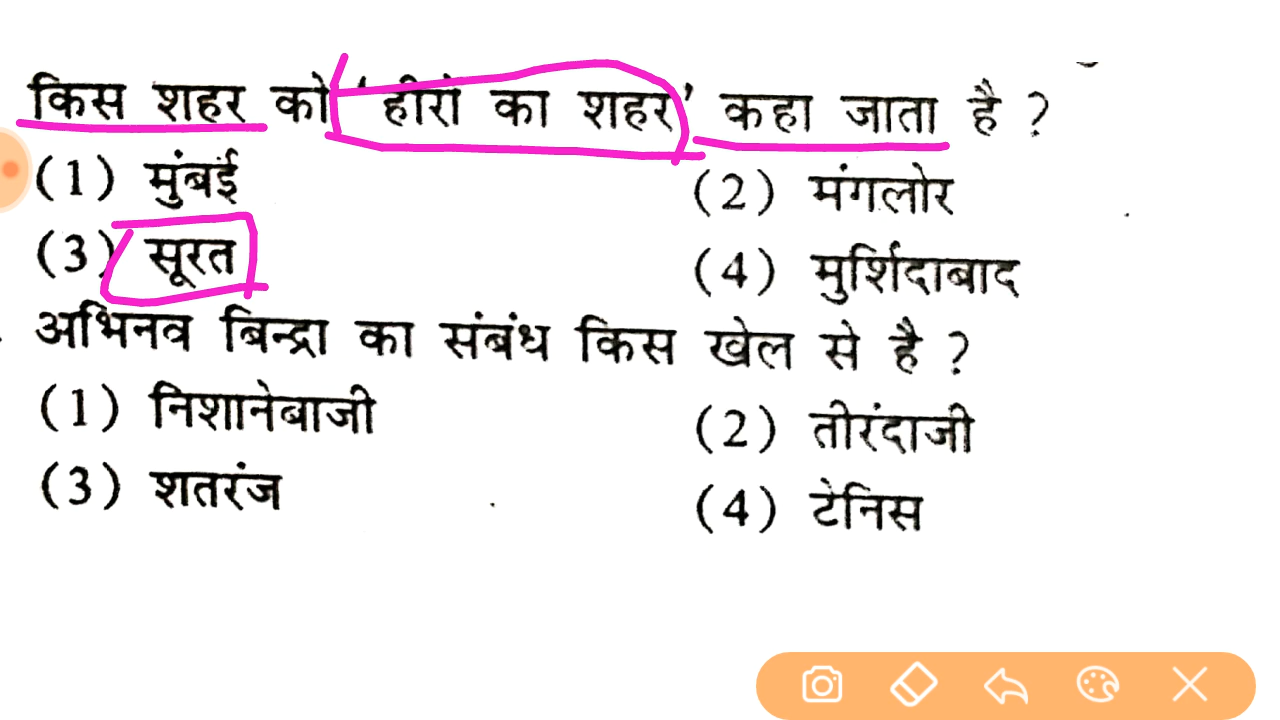 किस शहर को 'हीरों का शहर' कहा जाता है ?
(1) मुंबई (2) मंगलोर
(3) सूरत (4) मुर्शिदाबाद
अभिनव बिन्द्रा का संबंध किस खेल से है ?
(1) निशानेबाजी (2) तीरंदाजी
(3) शतरंज (4) टेनिस